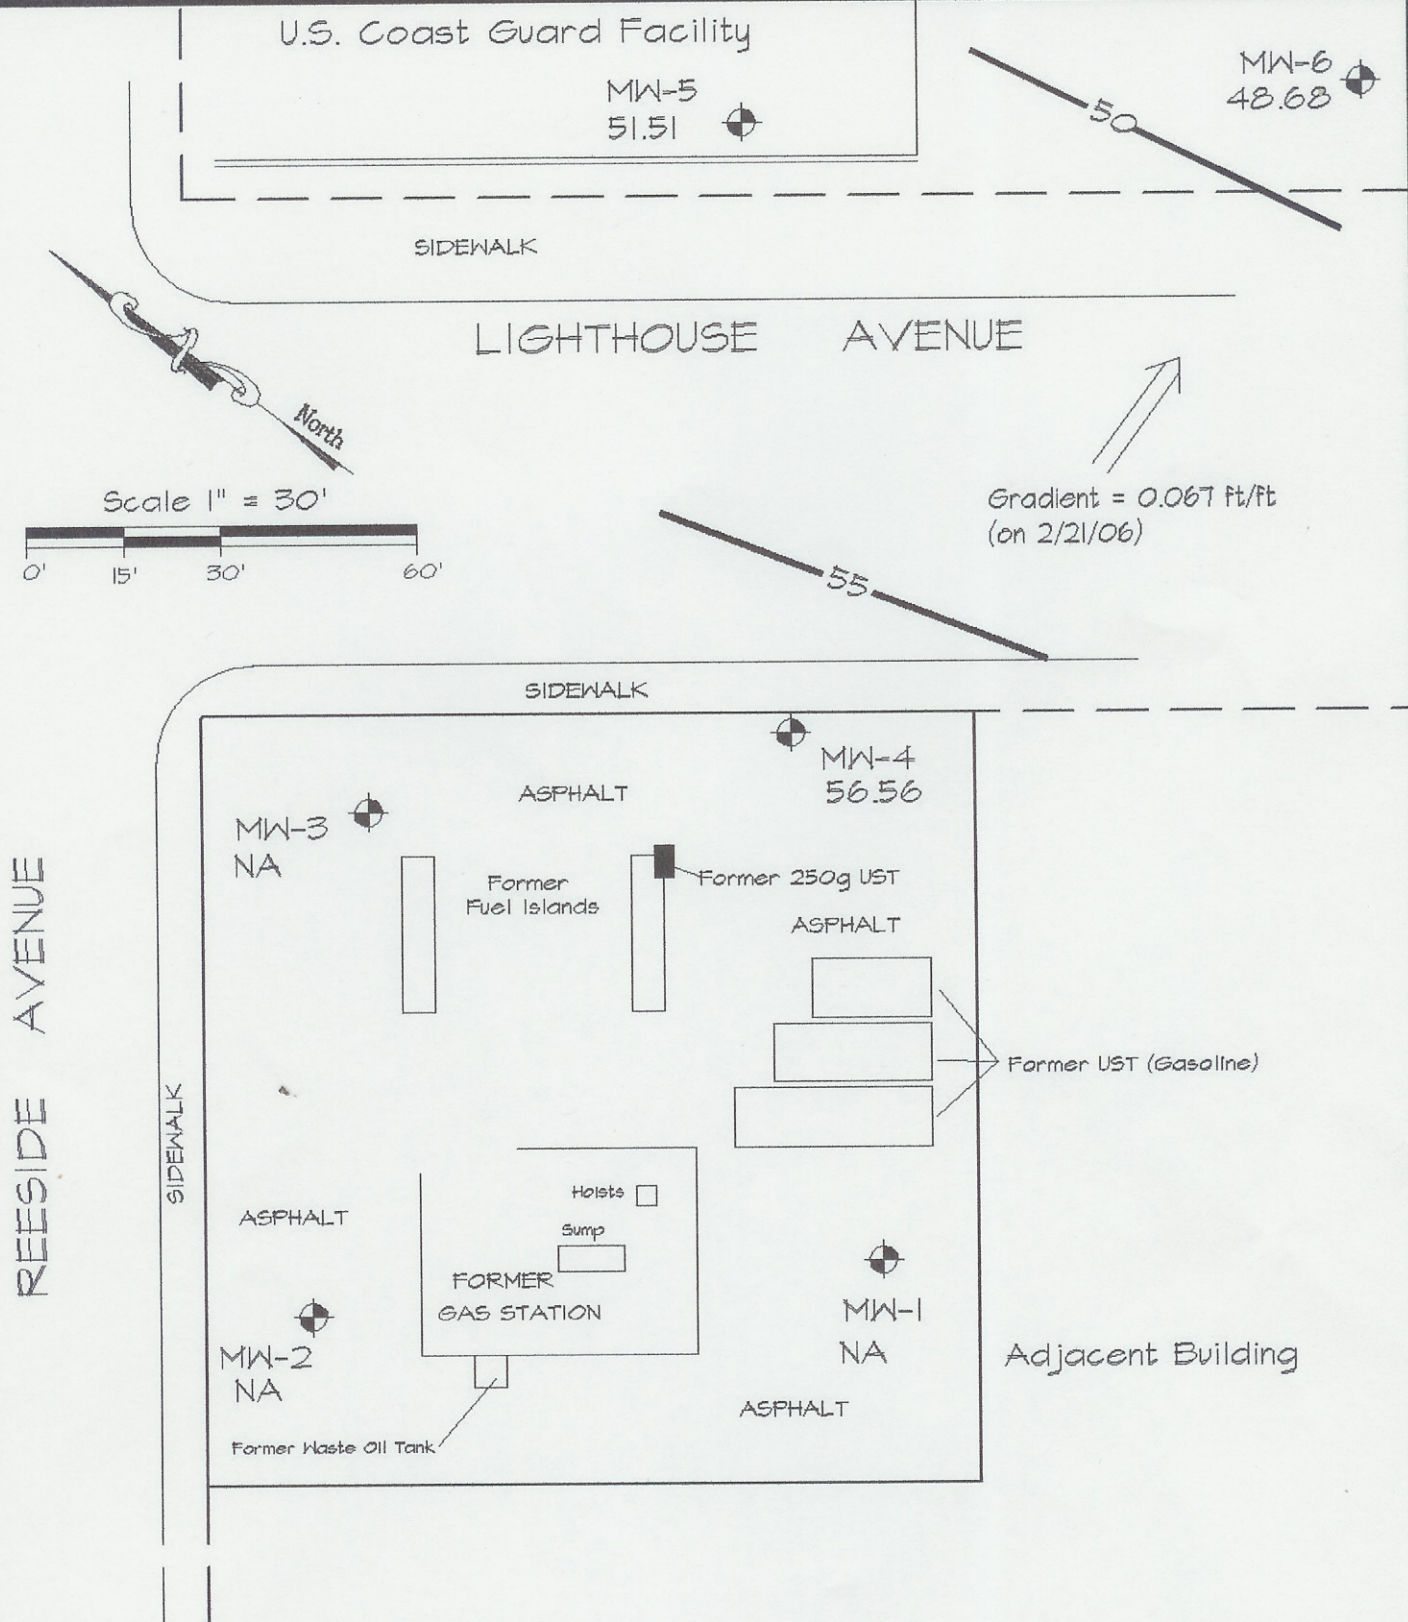 U.S. Coast Guard Facility
MW-5
51.51
MW-6
48.68
50
SIDEWALK
LIGHTHOUSE AVENUE
North
Scale 1" = 30'
0' 15' 30' 60'
Gradient = 0.067 ft/ft
(on 2/21/06)
55
SIDEWALK
MW-4
56.56
ASPHALT
MW-3
NA
Former
Fuel Islands
Former 250g UST
ASPHALT
REESIDE AVENUE
SIDEWALK
Former UST (Gasoline)
Hoists
Sump
ASPHALT
FORMER
GAS STATION
MW-1
NA
MW-2
NA
Adjacent Building
ASPHALT
Former Waste Oil Tank